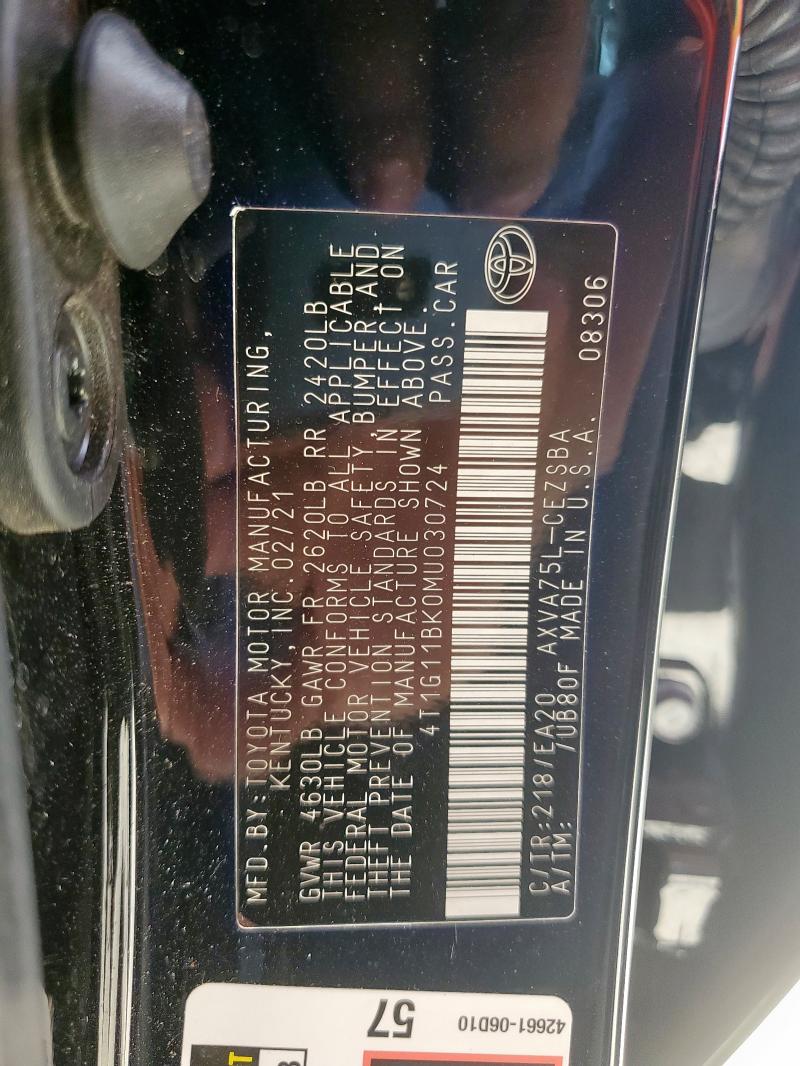 MFD.BY:TOYOTA MOTOR MANUFACTURING,
KENTUCKY,INC.02/21
GVWR 4630LB GAWR FR 2620LB RR 2420LB
THIS VEHICLE CONFORMS TO ALL APPLICABLE
FEDERAL MOTOR VEHICLE SAFETY, BUMPER, AND
THEFT PREVENTION STANDARDS IN EFFECT ON
THE DATE OF MANUFACTURE SHOWN ABOVE.
4T1G11BK0MU030724 PASS.CAR
C/TR:218/EA20 AXVA75L-CEZSBA
A/TM: /UB80F MADE IN U.S.A. 08306
57
42661-06D10